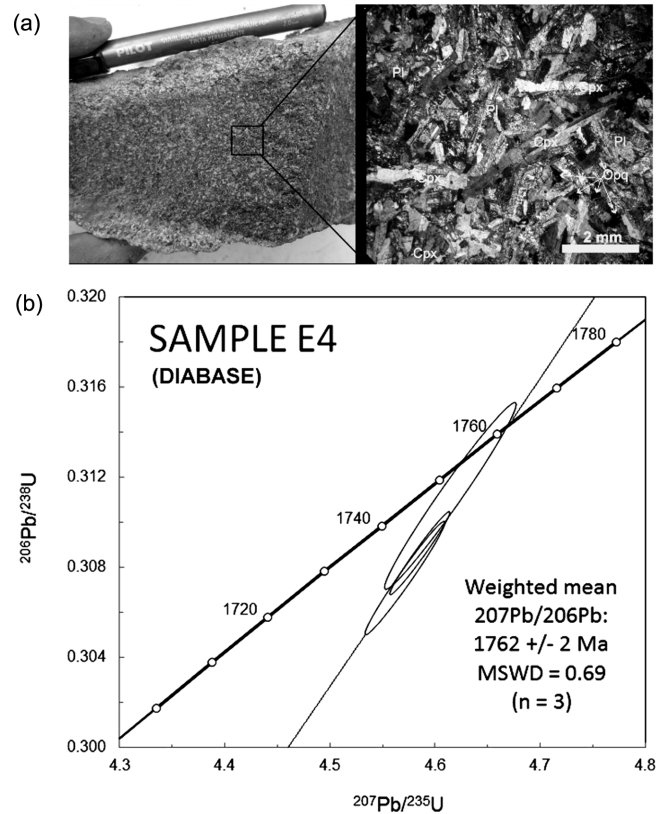 (a)
PILOT
Pl
Cpx
Pl
Cpx
Pl
Cpx
Opq
Cpx
2 mm
(b)
0.320
0.316
0.312
0.308
0.304
0.300
206Pb/238U
SAMPLE E4
(DIABASE)
1780
1760
1740
1720
Weighted mean
207Pb/206Pb:
1762 +/- 2 Ma
MSWD = 0.69
(n = 3)
4.3 4.4 4.5 4.6 4.7 4.8
207Pb/235U